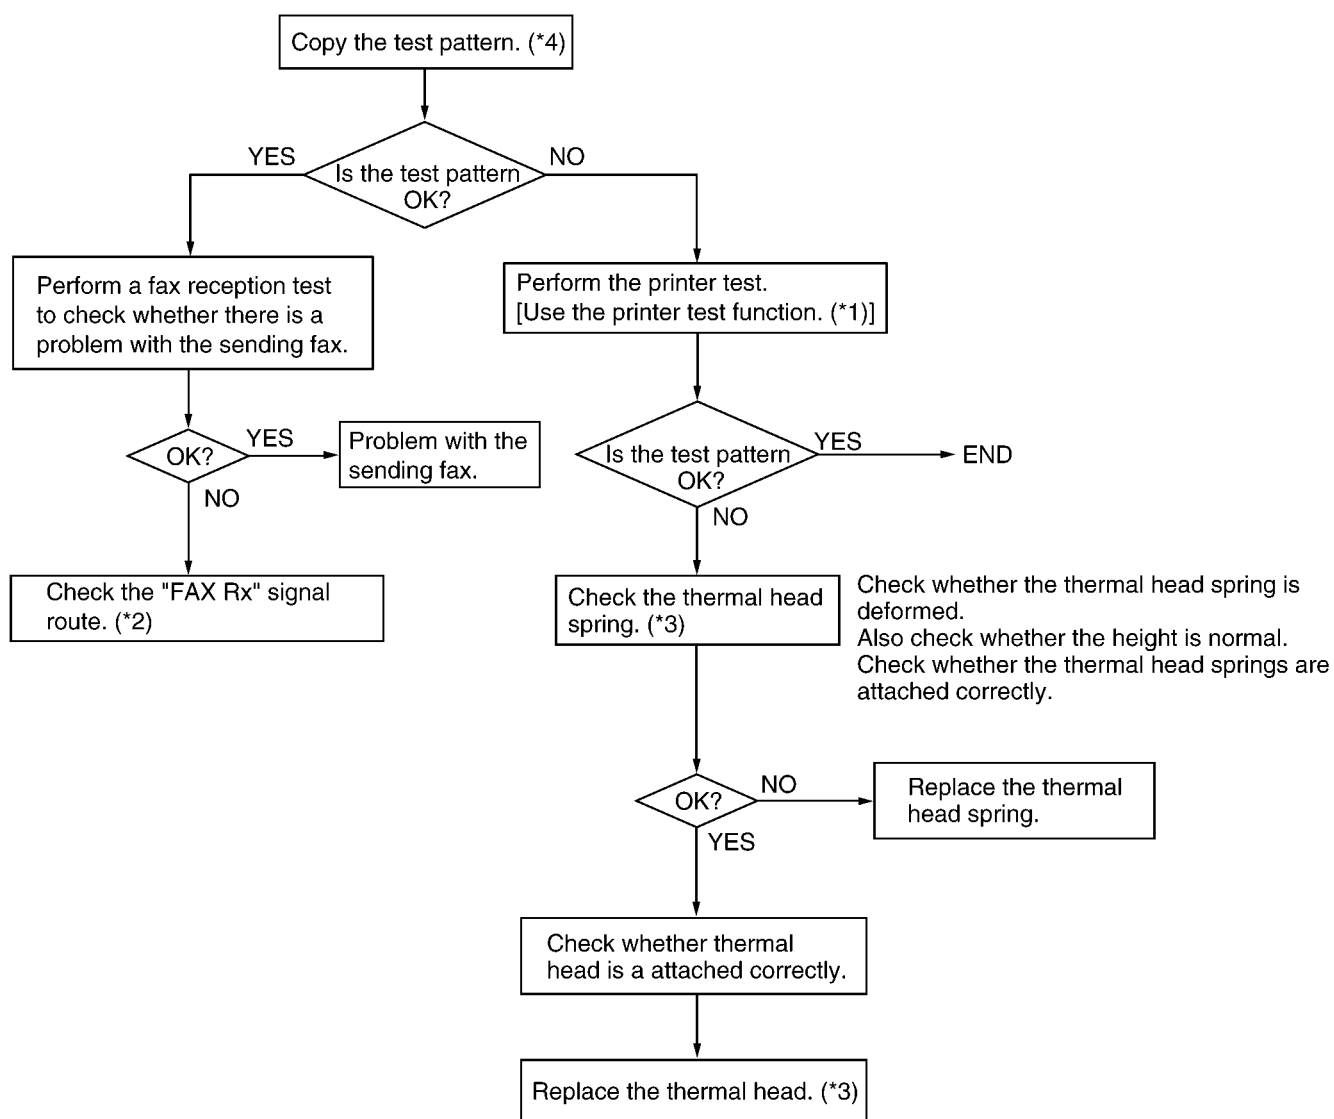 Copy the test pattern. (*4)
YES
NO
Is the test pattern
OK?
Perform a fax reception test
to check whether there is a
problem with the sending fax.
Perform the printer test.
[Use the printer test function. (*1)]
OK?
YES
NO
Problem with the
sending fax.
Is the test pattern
OK?
YES
END
NO
Check the "FAX Rx" signal
route. (*2)
Check the thermal head
spring. (*3)
Check whether the thermal head spring is
deformed.
Also check whether the height is normal.
Check whether the thermal head springs are
attached correctly.
OK?
NO
YES
Replace the thermal
head spring.
Check whether thermal
head is a attached correctly.
Replace the thermal head. (*3)